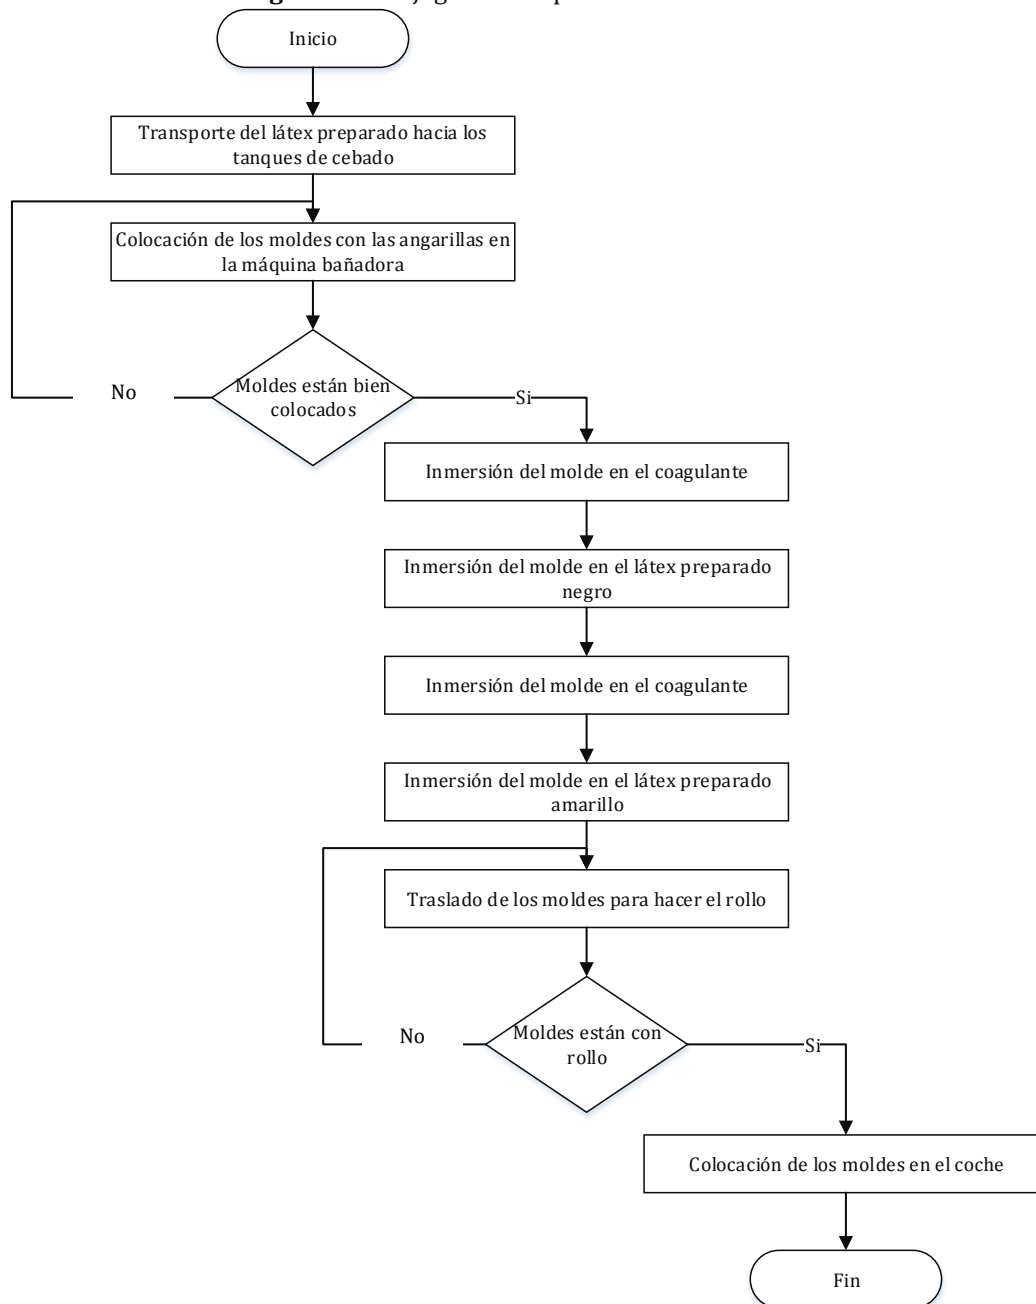 Inicio
Transporte del látex preparado hacia los
tanques de cebado
Colocación de los moldes con las angarillas en
la máquina bañadora
Moldes están bien
colocados
No
Si
Inmersión del molde en el coagulante
Inmersión del molde en el látex preparado
negro
Inmersión del molde en el coagulante
Inmersión del molde en el látex preparado
amarillo
Traslado de los moldes para hacer el rollo
Moldes están con
rollo
No
Si
Colocación de los moldes en el coche
Fin